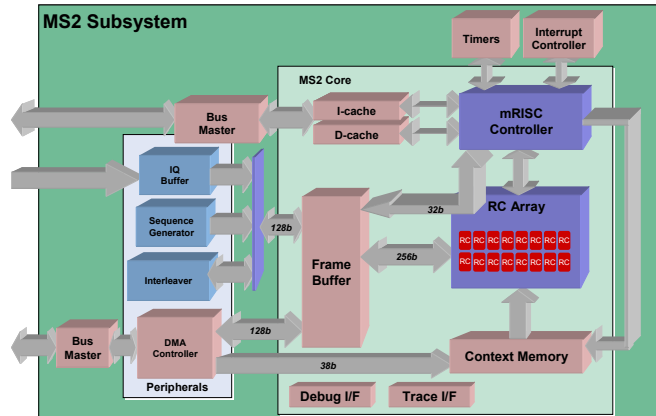 MS2 Subsystem
Timers
Interrupt
Controller
MS2 Core
Bus
Master
I-cache
D-cache
mRISC
Controller
IQ
Buffer
Sequence
Generator
Interleaver
128b
Frame
Buffer
32b
256b
RC Array
RC RC RC RC RC RC RC RC
RC RC RC RC RC RC RC RC
Bus
Master
DMA
Controller
128b
38b
Context Memory
Peripherals
Debug I/F
Trace I/F